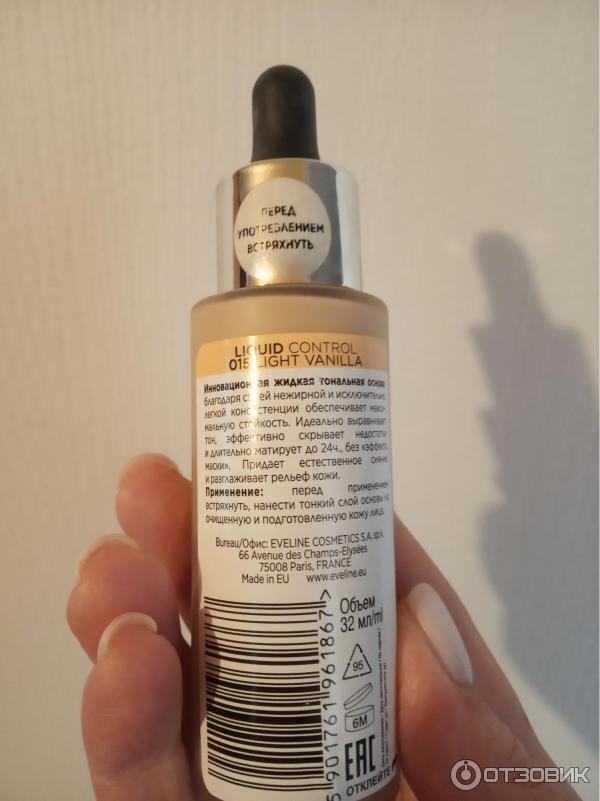 ПЕРЕД
УПОТРЕБЛЕНИЕМ
ВСТРЯХНУТЬ
LIQUID CONTROL
015 LIGHT VANILLA
Инновационная жидкая тональная основа
Благодаря своей нежирной и исключительно
легкой консистенции обеспечивает макси-
мальную стойкость. Идеально выравнивает
тон, эффективно скрывает недостатки
и длительно матирует до 24ч., без «эффекта
маски». Придает естественное сияние
и разглаживает рельеф кожи.
Применение: перед применением
встряхнуть, нанести тонкий слой основы на
очищенную и подготовленную кожу лица.
Bureau/Офис: EVELINE COSMETICS S.A. sp.k.
66 Avenue des Champs-Elysées
75008 Paris, FRANCE
Made in EU www.eveline.eu
5 901761 961867 >
Объем
32 мл/ml
95
6M
EAC
ОТКЛЕЙТЕ
ОТЗОВИК